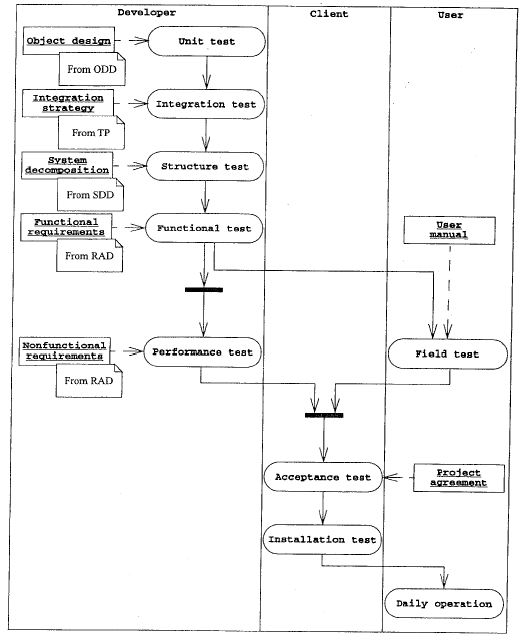 Developer
Client
User
Object design
Unit test
From ODD
Integration
strategy
Integration test
From TP
System
decomposition
Structure test
From SDD
Functional
requirements
Functional test
From RAD
User
manual
Nonfunctional
requirements
Performance test
Field test
From RAD
Acceptance test
Project
agreement
Installation test
Daily operation